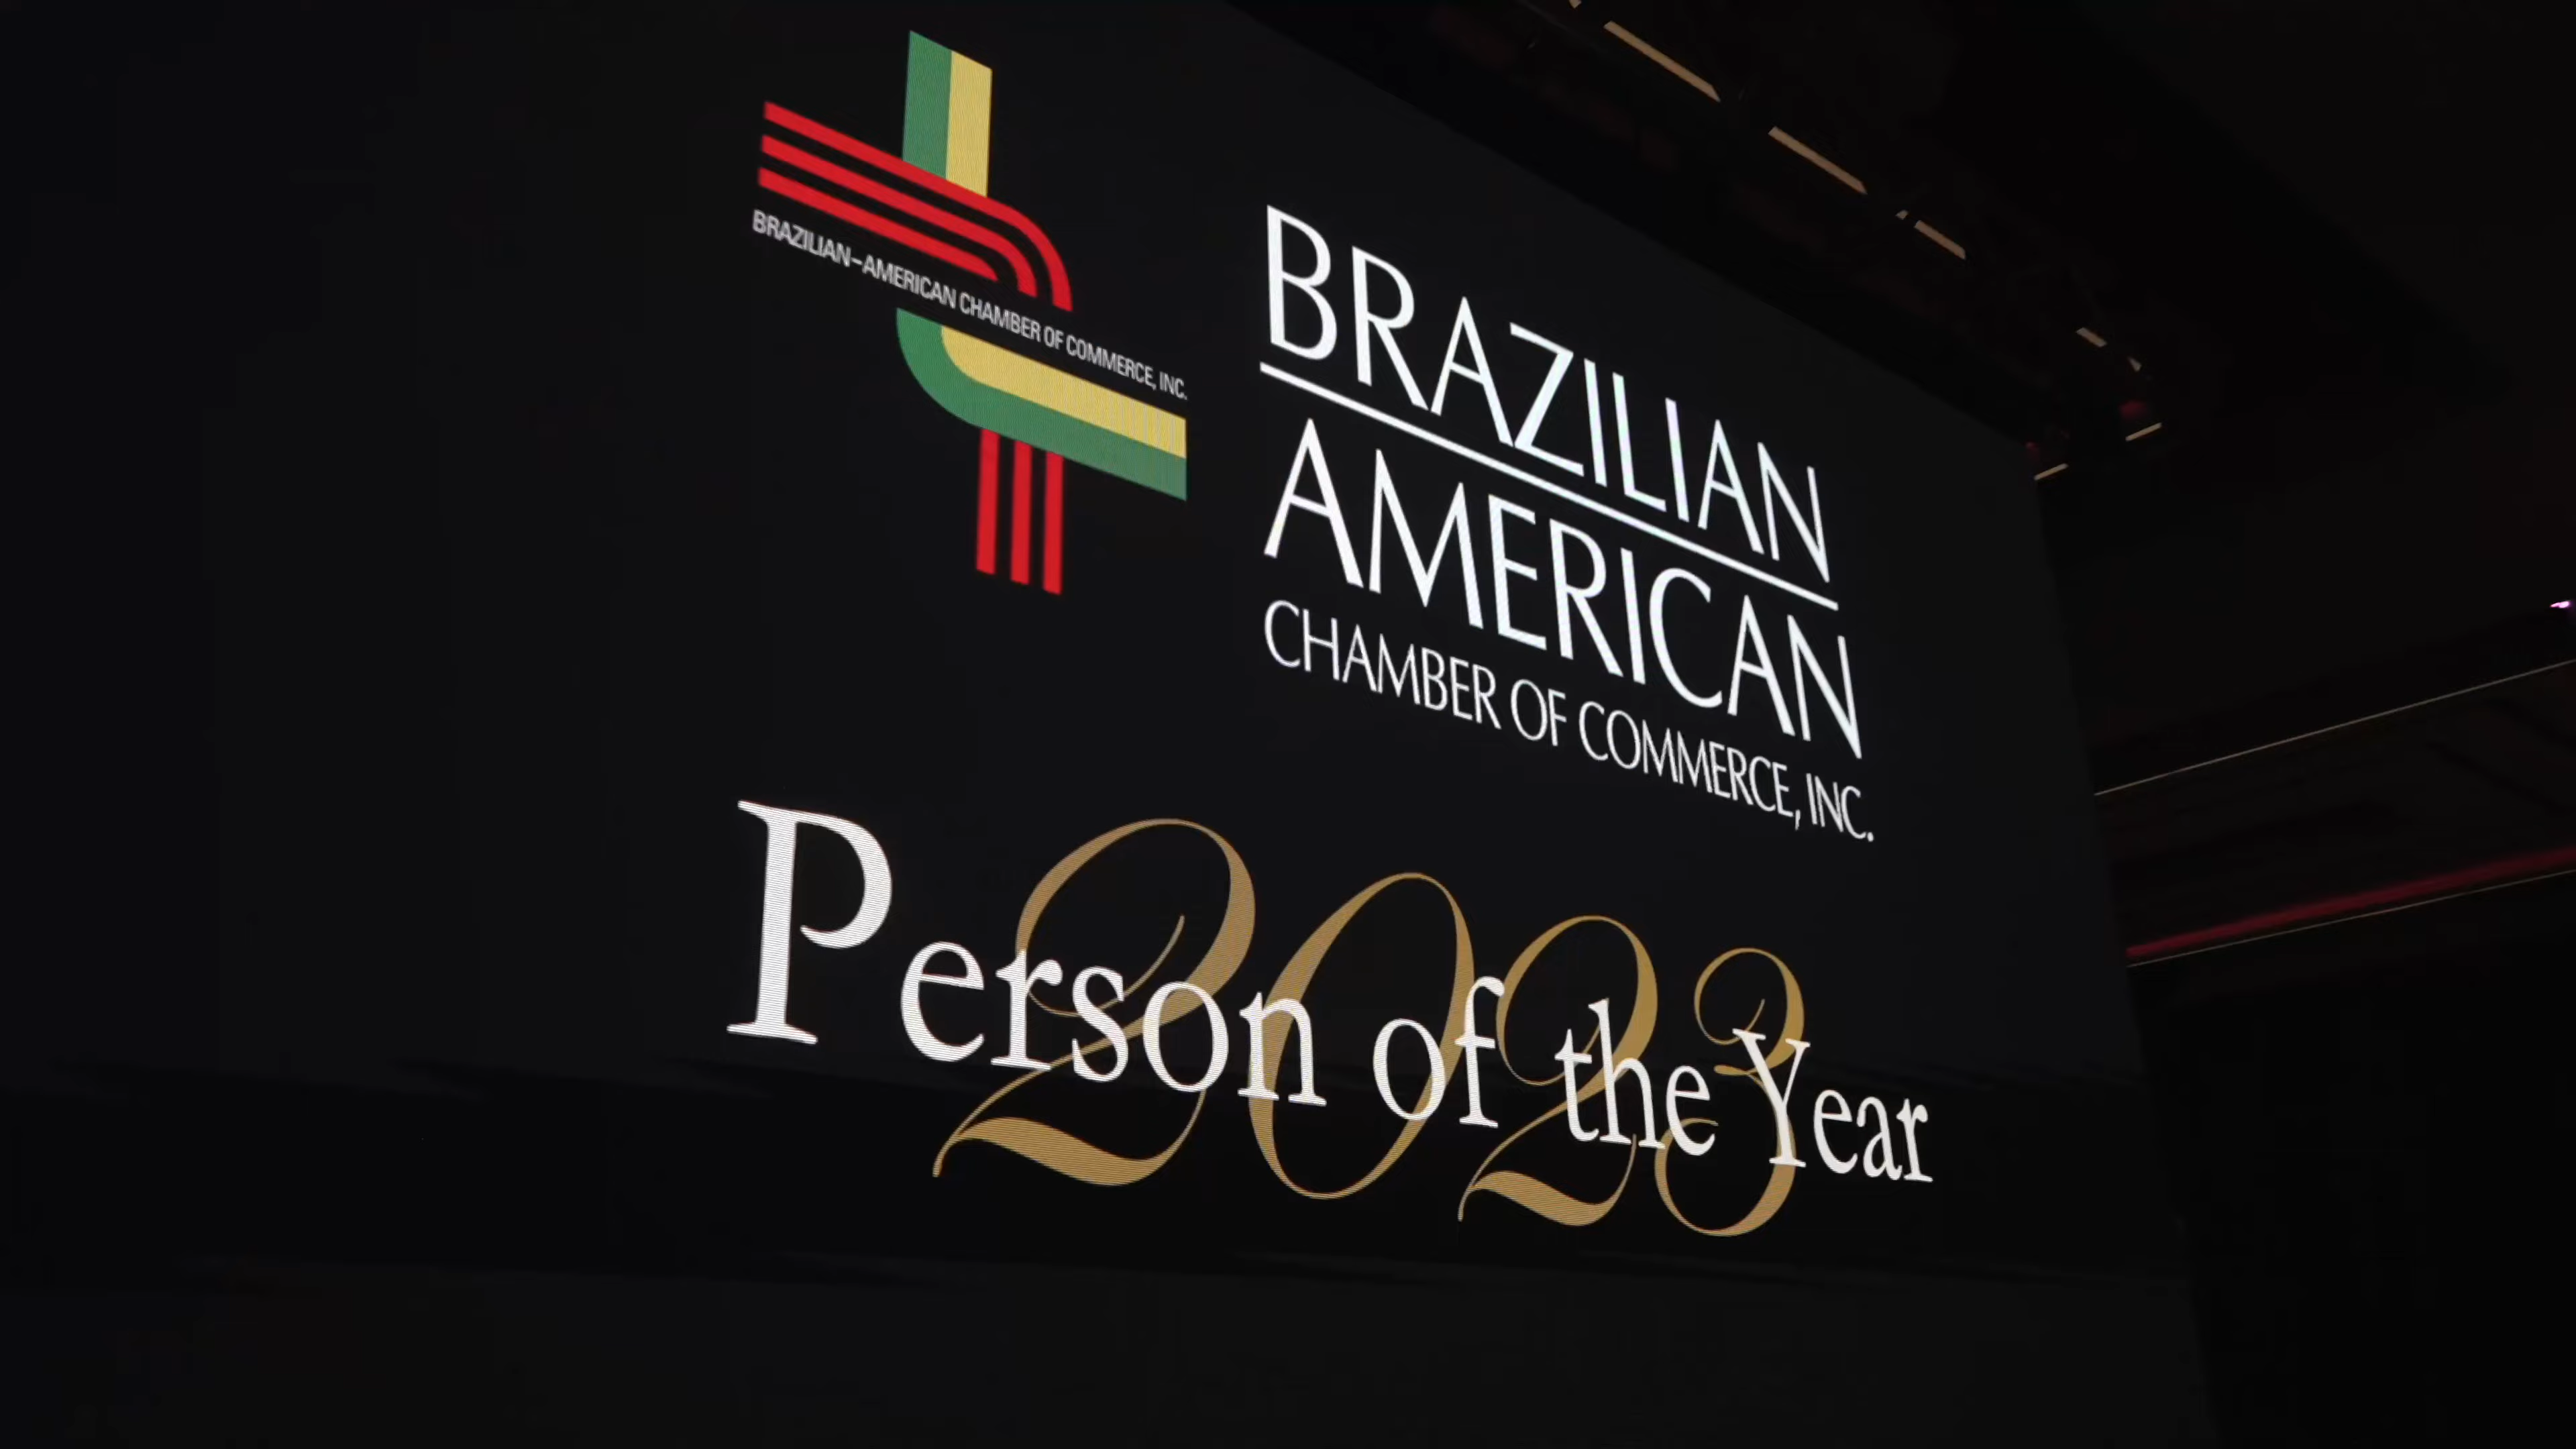 BRAZILIAN-AMERICAN CHAMBER OF COMMERCE, INC.
BRAZILIAN
AMERICAN
CHAMBER OF COMMERCE, INC.
2023
Person of the Year